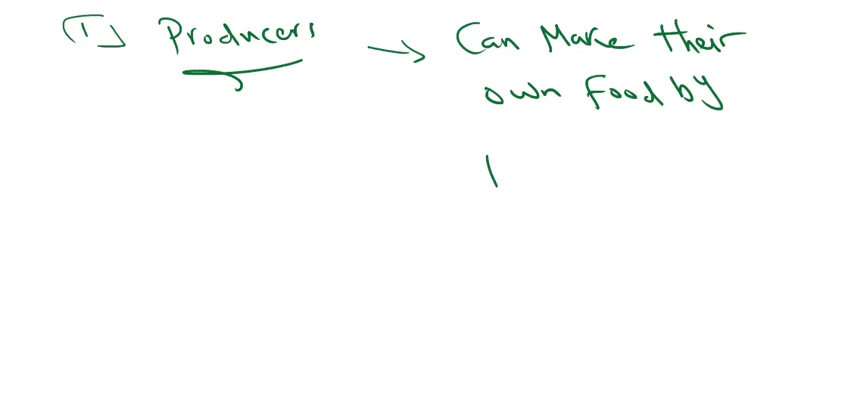 (1) Producers → Can Make their
own Food by